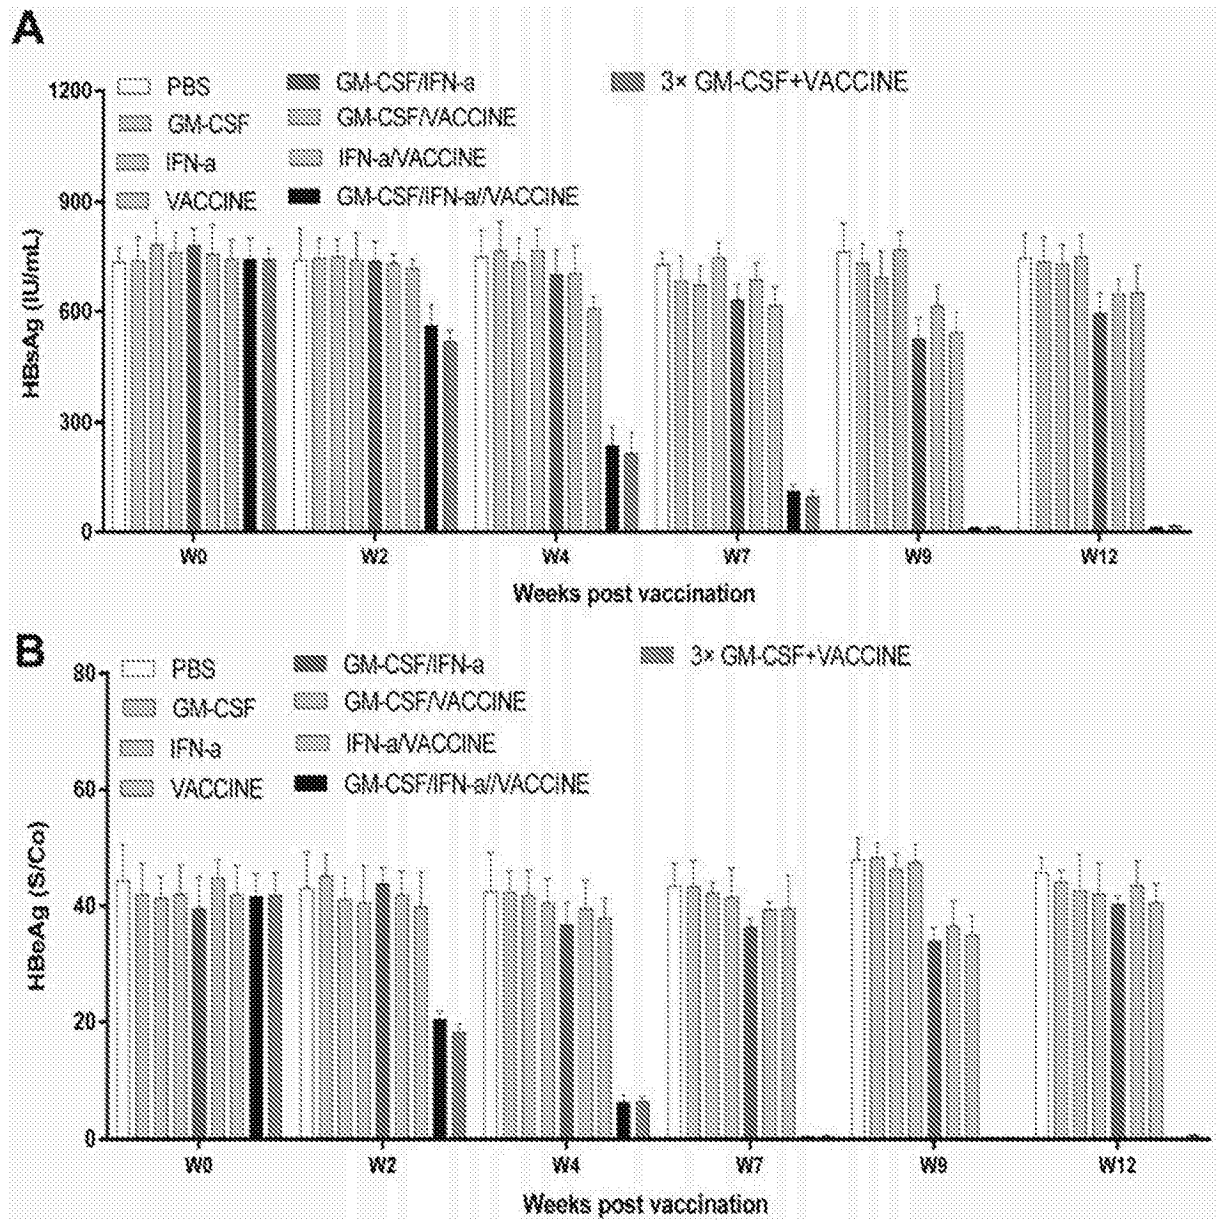 A
PBS
GM-CSF
IFN-a
VACCINE
GM-CSF/IFN-a
GM-CSF/VACCINE
IFN-a/VACCINE
GM-CSF/IFN-a//VACCINE
3× GM-CSF+VACCINE
HBsAg (IU/mL)
1200
900
600
300
0
W0 W2 W4 W7 W9 W12
Weeks post vaccination
B
PBS
GM-CSF
IFN-a
VACCINE
GM-CSF/IFN-a
GM-CSF/VACCINE
IFN-a/VACCINE
GM-CSF/IFN-a//VACCINE
3× GM-CSF+VACCINE
HBeAg (S/Co)
80
60
40
20
0
W0 W2 W4 W7 W9 W12
Weeks post vaccination